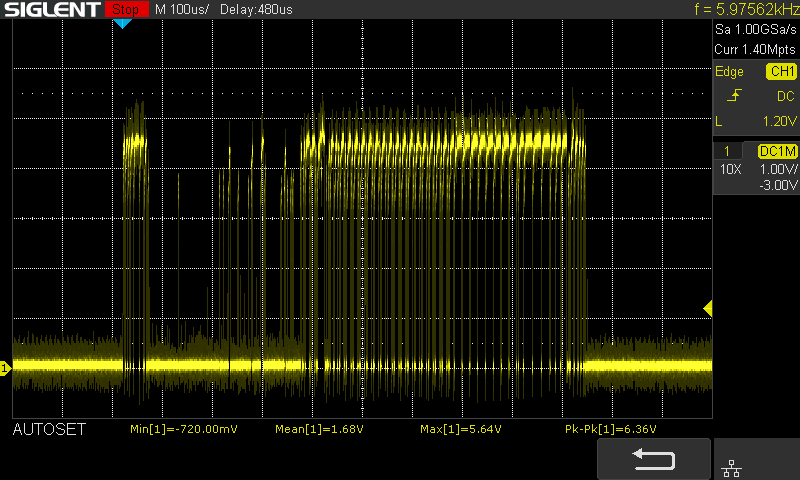 SIGLENT Stop M 100us/ Delay:480us f = 5.97562kHz
Sa 1.00GSa/s
Curr 1.40Mpts
Edge CH1
DC
L 1.20V
1 DC1M
10X 1.00V/
-3.00V
1
AUTOSET Min[1]=-720.00mV Mean[1]=1.68V Max[1]=5.64V Pk-Pk[1]=6.36V